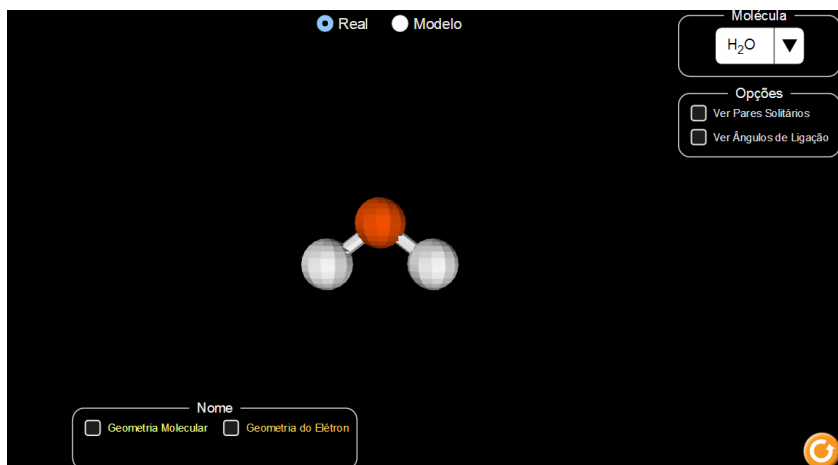 Real Modelo
Molécula
H₂O
Opções
Ver Pares Solitários
Ver Ângulos de Ligação
Nome
Geometria Molecular Geometria do Elétron